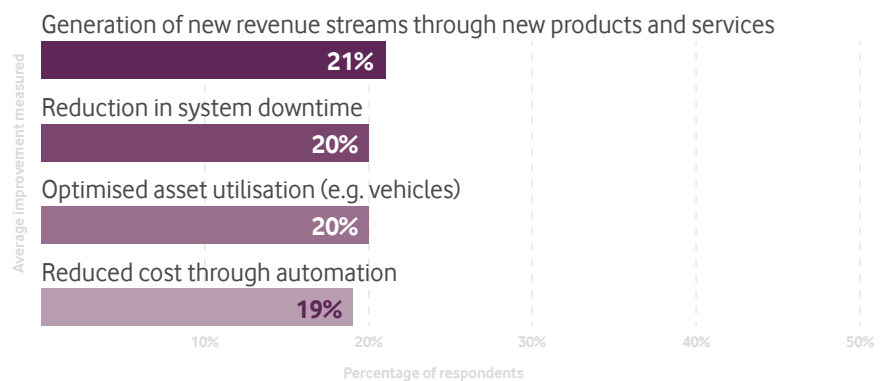 Generation of new revenue streams through new products and services
21%
Average improvement measured
Reduction in system downtime
20%
Optimised asset utilisation (e.g. vehicles)
20%
Reduced cost through automation
19%
10% 20% 30% 40% 50%
Percentage of respondents